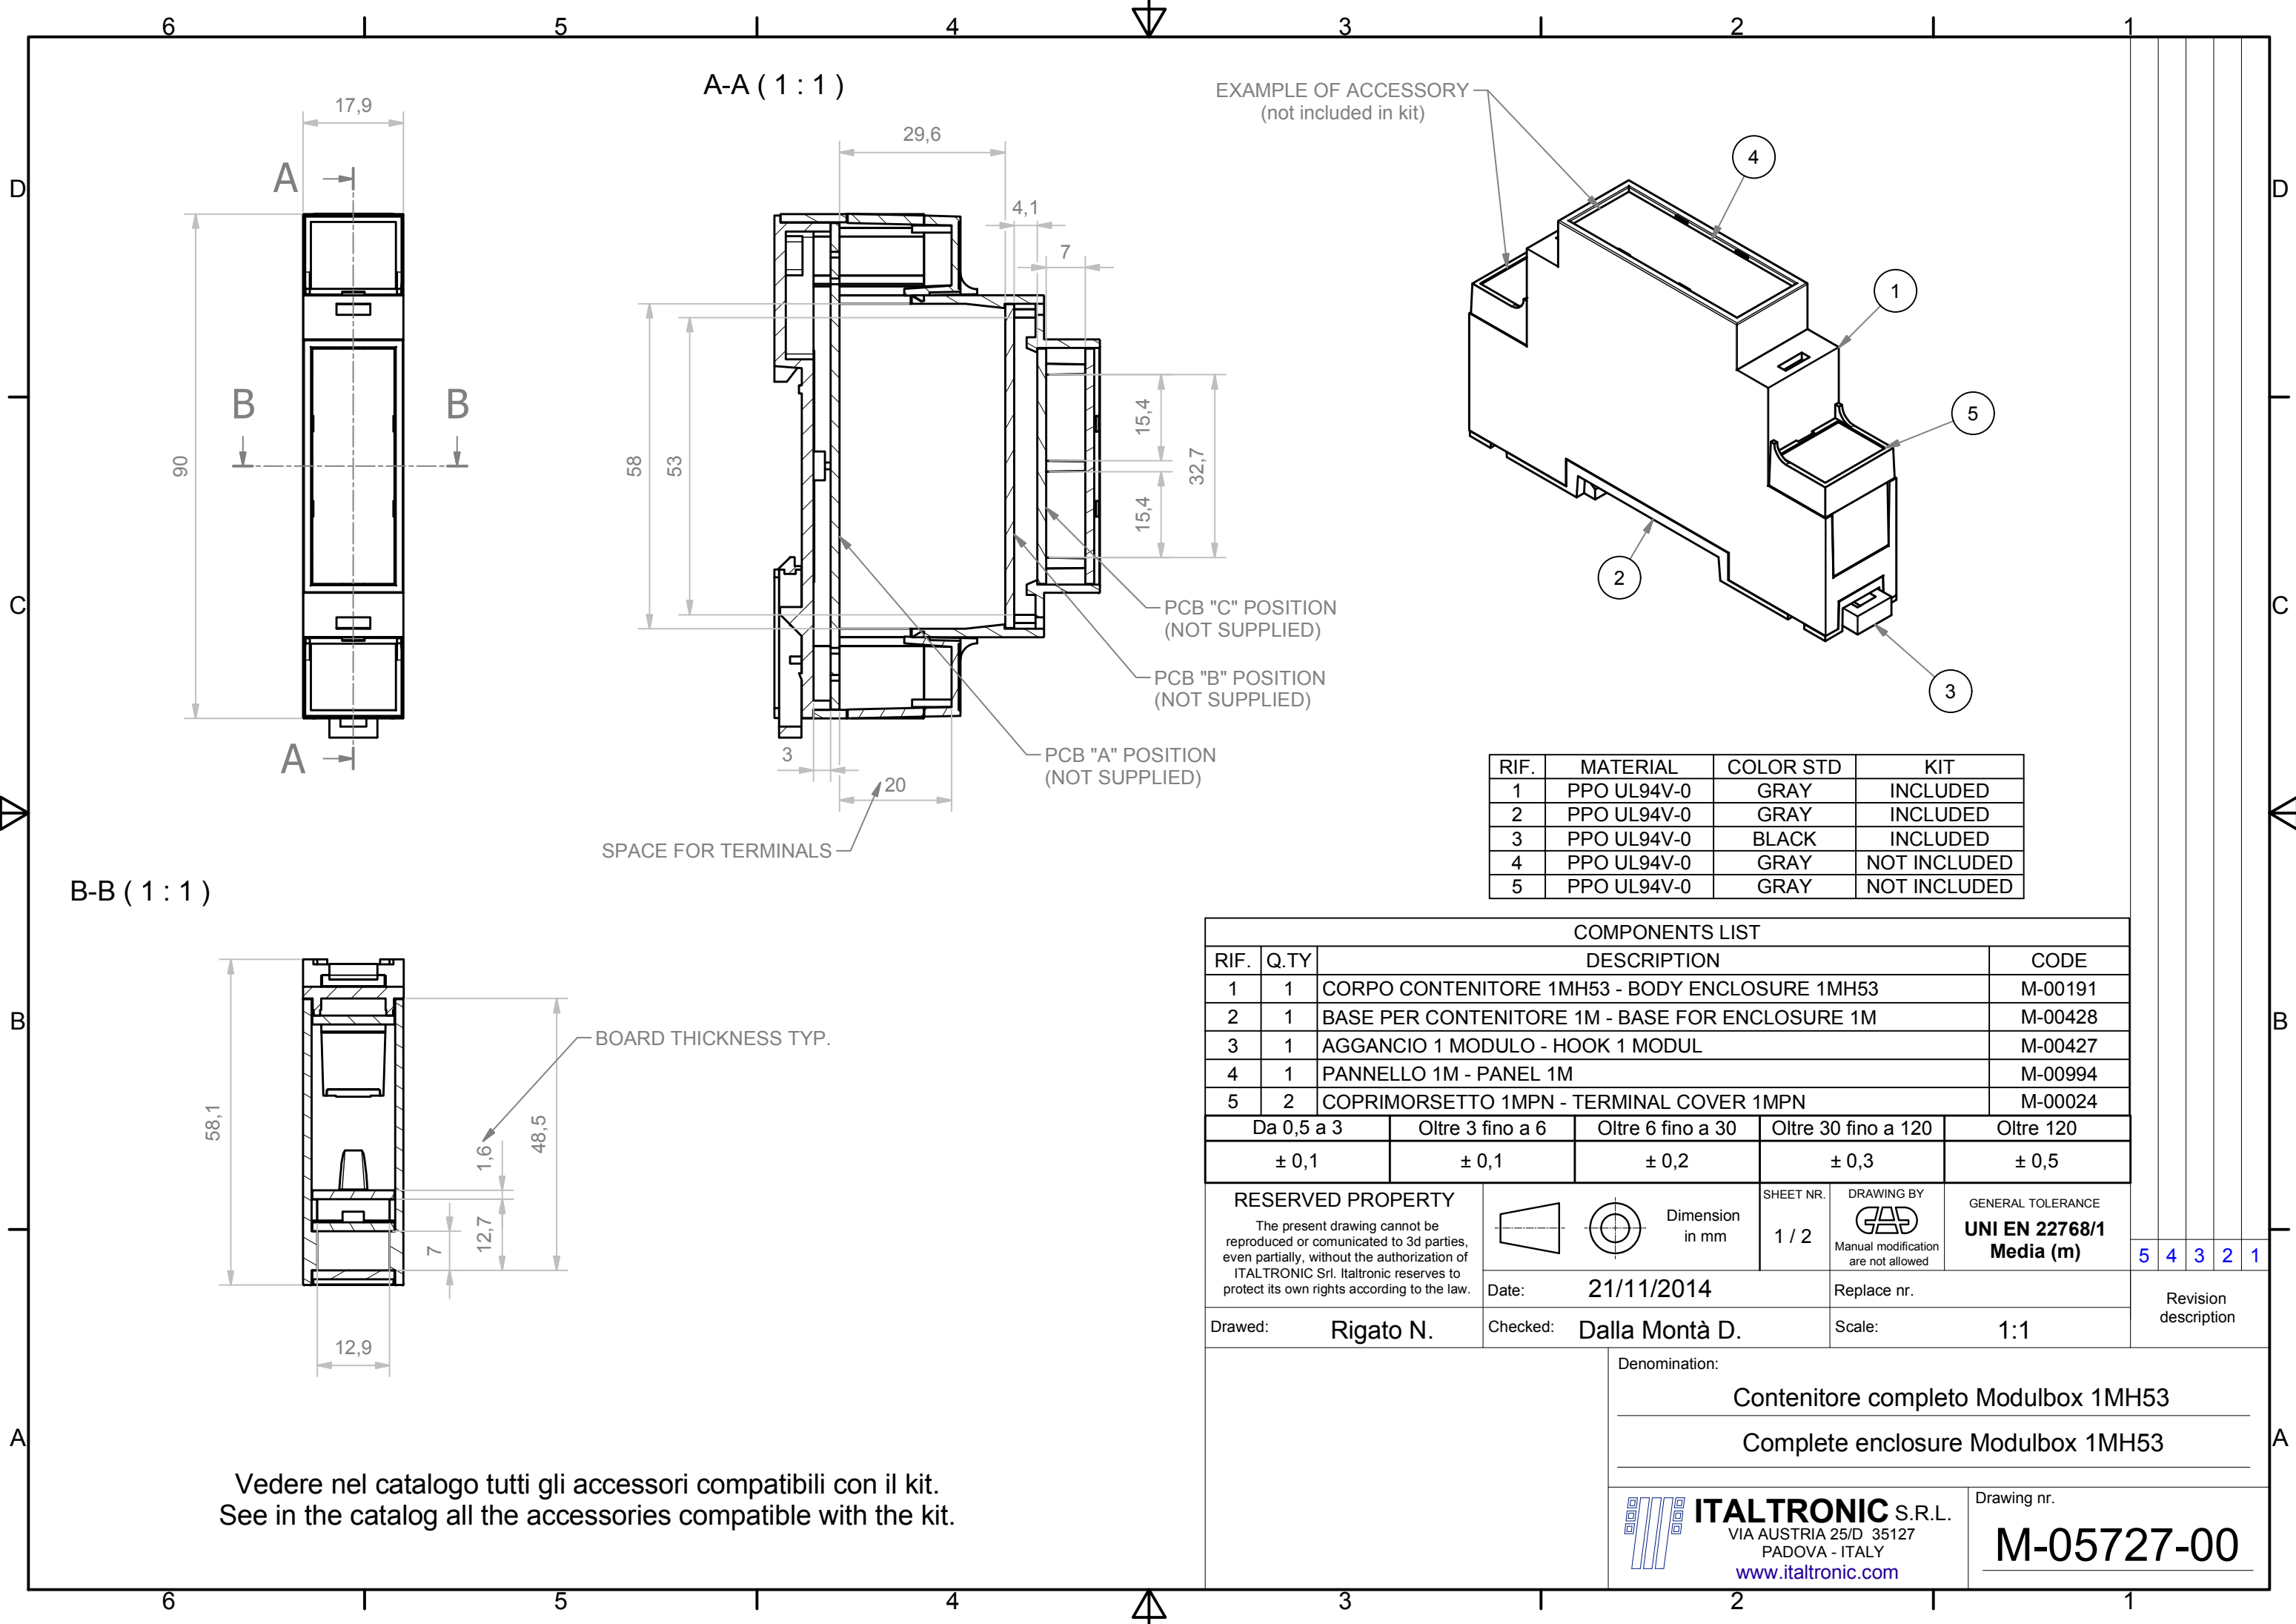 6 5 4 3 2 1
D
C
B
A
D
C
B
A
17,9
A
90
B B
A
A-A ( 1 : 1 )
29,6
4,1
7
58
53
15,4
32,7
15,4
PCB "C" POSITION
(NOT SUPPLIED)
PCB "B" POSITION
(NOT SUPPLIED)
PCB "A" POSITION
(NOT SUPPLIED)
3
20
SPACE FOR TERMINALS
EXAMPLE OF ACCESSORY
(not included in kit)
4
1
5
2
3
B-B ( 1 : 1 )
BOARD THICKNESS TYP.
58,1
48,5
1,6
12,7
7
12,9
RIF. MATERIAL COLOR STD KIT
1 PPO UL94V-0 GRAY INCLUDED
2 PPO UL94V-0 GRAY INCLUDED
3 PPO UL94V-0 BLACK INCLUDED
4 PPO UL94V-0 GRAY NOT INCLUDED
5 PPO UL94V-0 GRAY NOT INCLUDED
COMPONENTS LIST
RIF. Q.TY DESCRIPTION CODE
1 1 CORPO CONTENITORE 1MH53 - BODY ENCLOSURE 1MH53 M-00191
2 1 BASE PER CONTENITORE 1M - BASE FOR ENCLOSURE 1M M-00428
3 1 AGGANCIO 1 MODULO - HOOK 1 MODUL M-00427
4 1 PANNELLO 1M - PANEL 1M M-00994
5 2 COPRIMORSETTO 1MPN - TERMINAL COVER 1MPN M-00024
Da 0,5 a 3 Oltre 3 fino a 6 Oltre 6 fino a 30 Oltre 30 fino a 120 Oltre 120
± 0,1 ± 0,1 ± 0,2 ± 0,3 ± 0,5
RESERVED PROPERTY
The present drawing cannot be
reproduced or comunicated to 3d parties,
even partially, without the authorization of
ITALTRONIC Srl. Italtronic reserves to
protect its own rights according to the law.
Dimension
in mm
SHEET NR.
1 / 2
DRAWING BY
CAD
Manual modification
are not allowed
GENERAL TOLERANCE
UNI EN 22768/1
Media (m)
5 4 3 2 1
Revision
description
Date: 21/11/2014
Replace nr.
Drawed: Rigato N.
Checked: Dalla Montà D.
Scale: 1:1
Denomination:
Contenitore completo Modulbox 1MH53
Complete enclosure Modulbox 1MH53
ITALTRONIC S.R.L.
VIA AUSTRIA 25/D 35127
PADOVA - ITALY
www.italtronic.com
Drawing nr.
M-05727-00
Vedere nel catalogo tutti gli accessori compatibili con il kit.
See in the catalog all the accessories compatible with the kit.
6 5 4 3 2 1